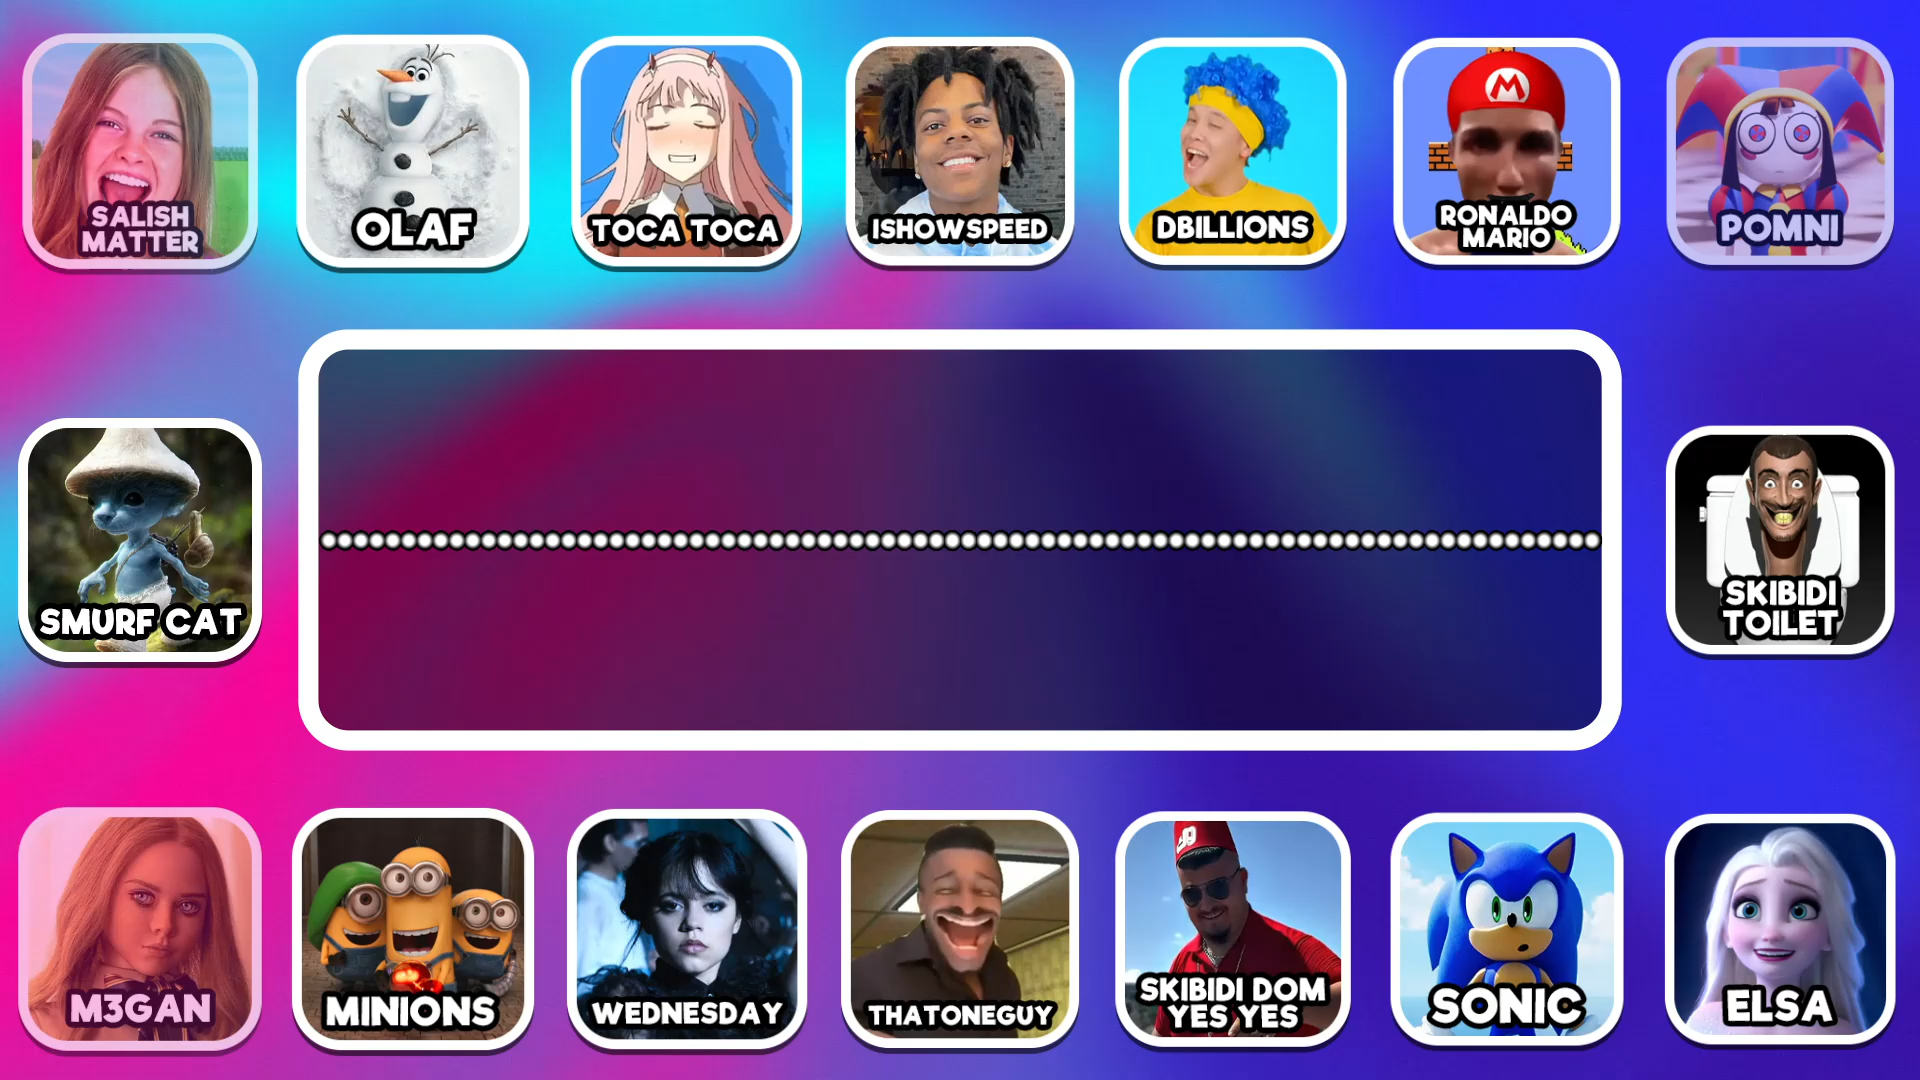 SALISH
MATTER
OLAF
TOCA TOCA
ISHOWSPEED
DBILLIONS
M
RONALDO
MARIO
POMNI
SMURF CAT
SKIBIDI
TOILET
M3GAN
MINIONS
WEDNESDAY
THATONEGUY
SKIBIDI DOM
YES YES
SONIC
ELSA